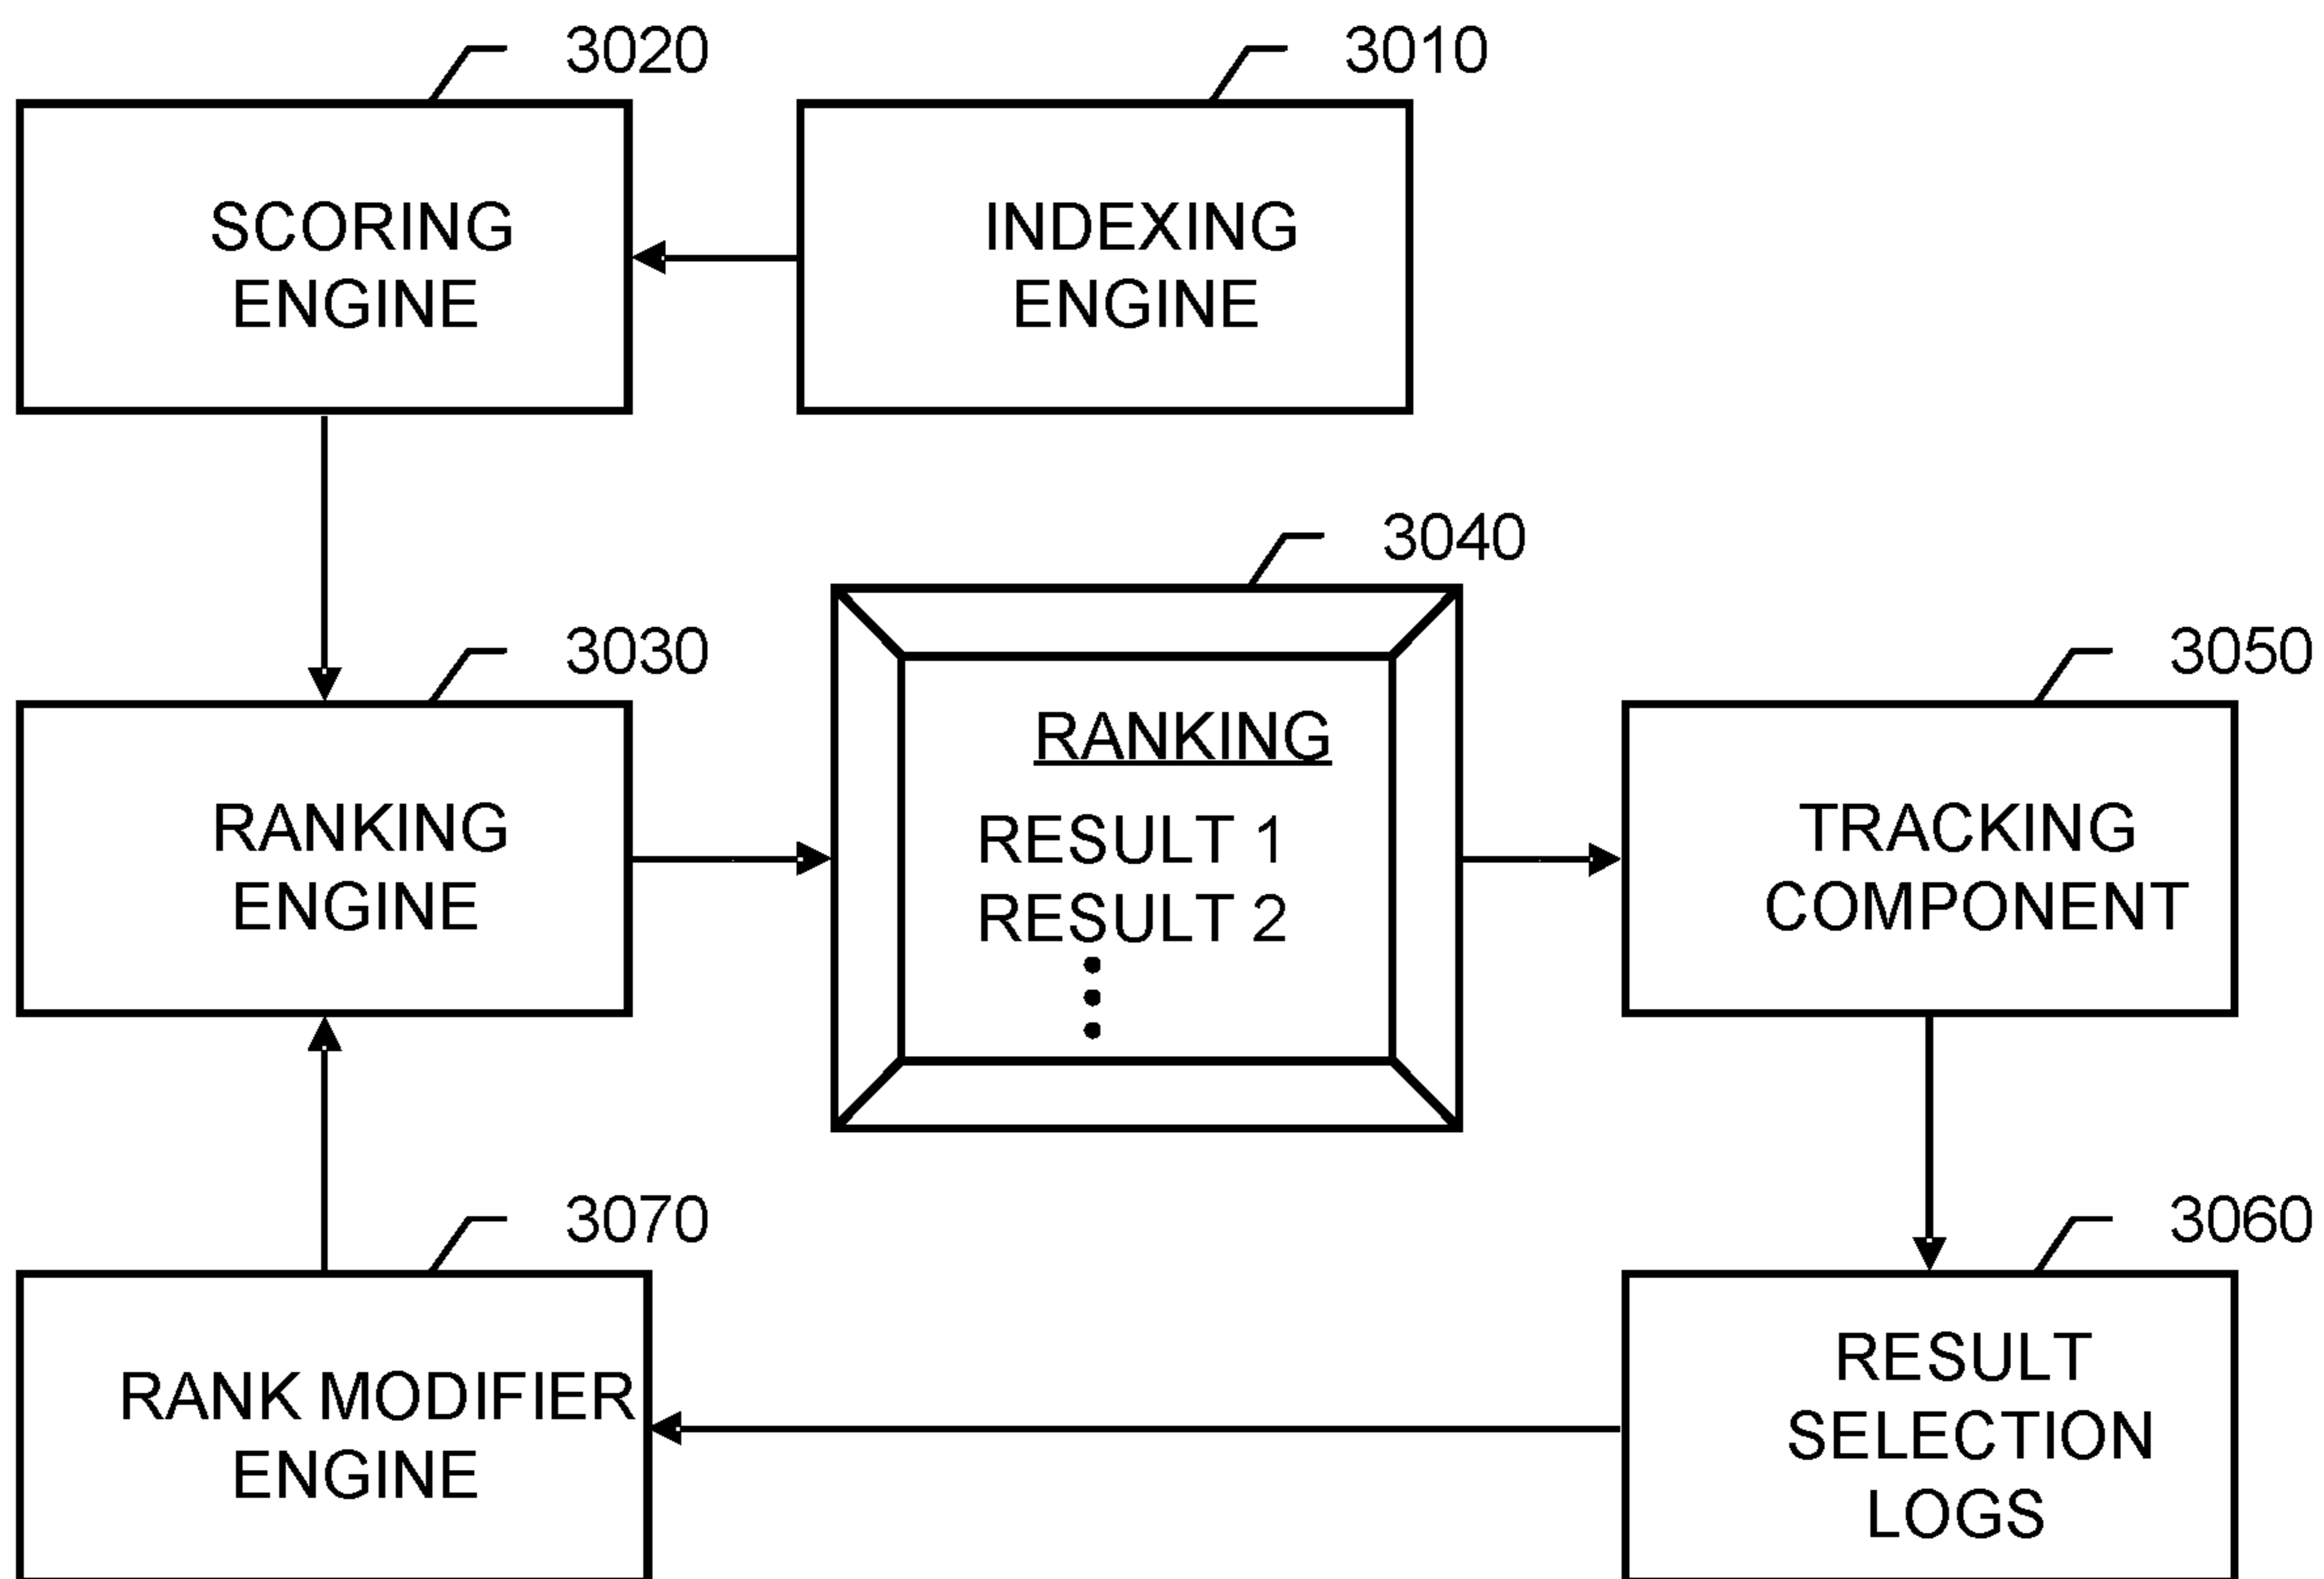 3020
SCORING
ENGINE
3010
INDEXING
ENGINE
3030
RANKING
ENGINE
3040
RANKING
RESULT 1
RESULT 2
3050
TRACKING
COMPONENT
3070
RANK MODIFIER
ENGINE
3060
RESULT
SELECTION
LOGS